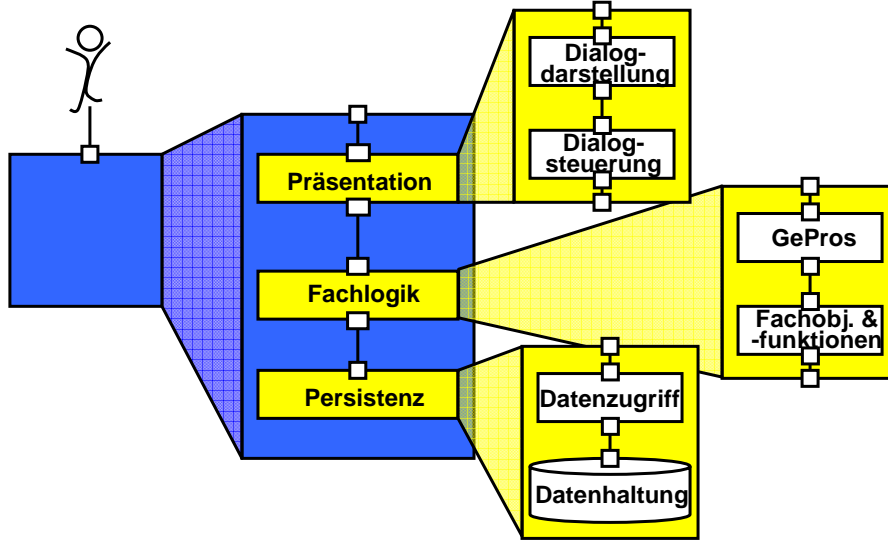 Dialog-
darstellung
Dialog-
steuerung
Präsentation
GePros
Fachlogik
Fachobj. &
-funktionen
Persistenz
Datenzugriff
Datenhaltung